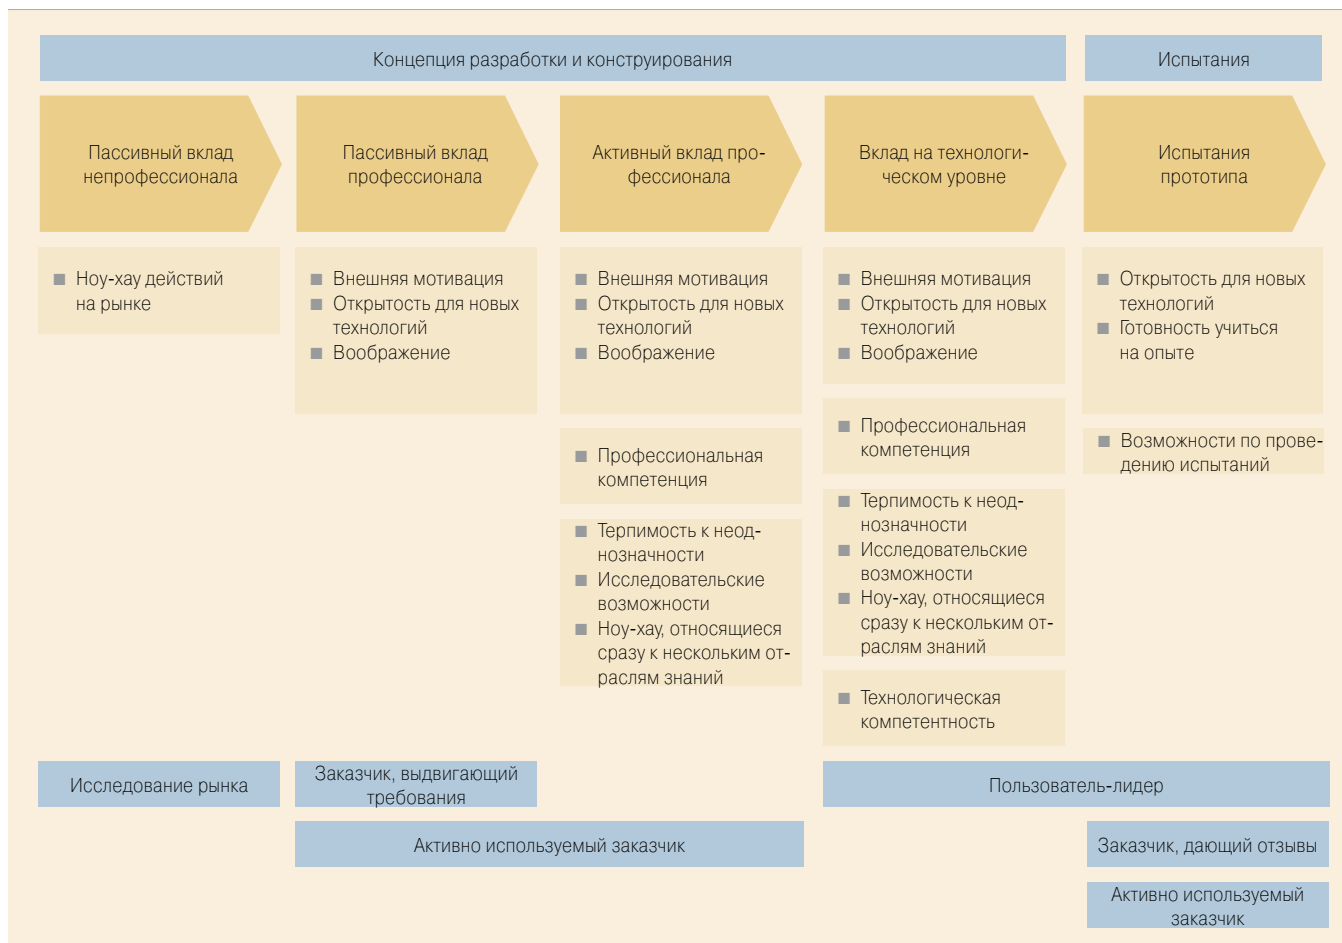 Концепция разработки и конструирования
Испытания
Пассивный вклад
непрофессионала
Пассивный вклад
профессионала
Активный вклад про-
фессионала
Вклад на технологи-
ческом уровне
Испытания
прототипа
■ Ноу-хау действий
на рынке
■ Внешняя мотивация
■ Открытость для новых
технологий
■ Воображение
■ Внешняя мотивация
■ Открытость для новых
технологий
■ Воображение
■ Профессиональная
компетенция
■ Терпимость к неод-
нозначности
■ Исследовательские
возможности
■ Ноу-хау, относящиеся
сразу к нескольким от-
раслям знаний
■ Внешняя мотивация
■ Открытость для новых
технологий
■ Воображение
■ Профессиональная
компетенция
■ Терпимость к неод-
нозначности
■ Исследовательские
возможности
■ Ноу-хау, относящиеся
сразу к нескольким от-
раслям знаний
■ Технологическая
компетентность
■ Открытость для новых
технологий
■ Готовность учиться
на опыте
■ Возможности по прове-
дению испытаний
Исследование рынка
Заказчик, выдвигающий
требования
Пользователь-лидер
Активно используемый заказчик
Заказчик, дающий отзывы
Активно используемый
заказчик